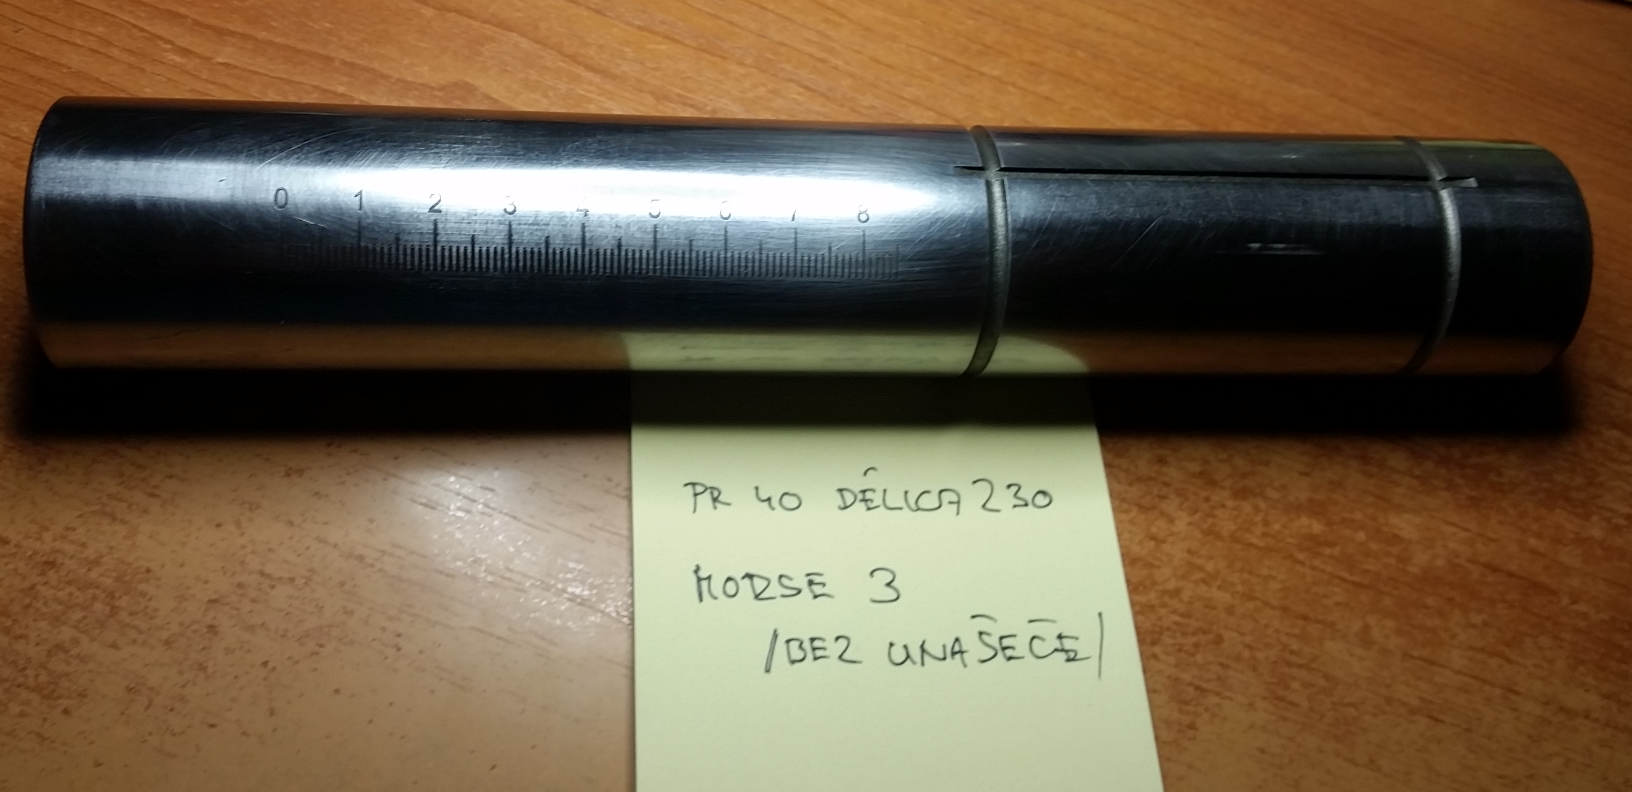 0 1 2 3 4 5 6 7 8
PR 40 DÉLKA 230
MORSE 3
/BEZ UNAŠEČE/